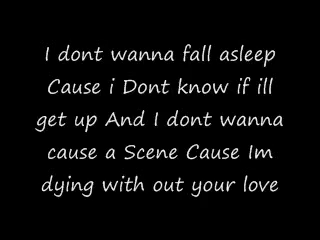 I dont wanna fall asleep
Cause i Dont know if ill
get up And I dont wanna
cause a Scene Cause Im
dying with out your love